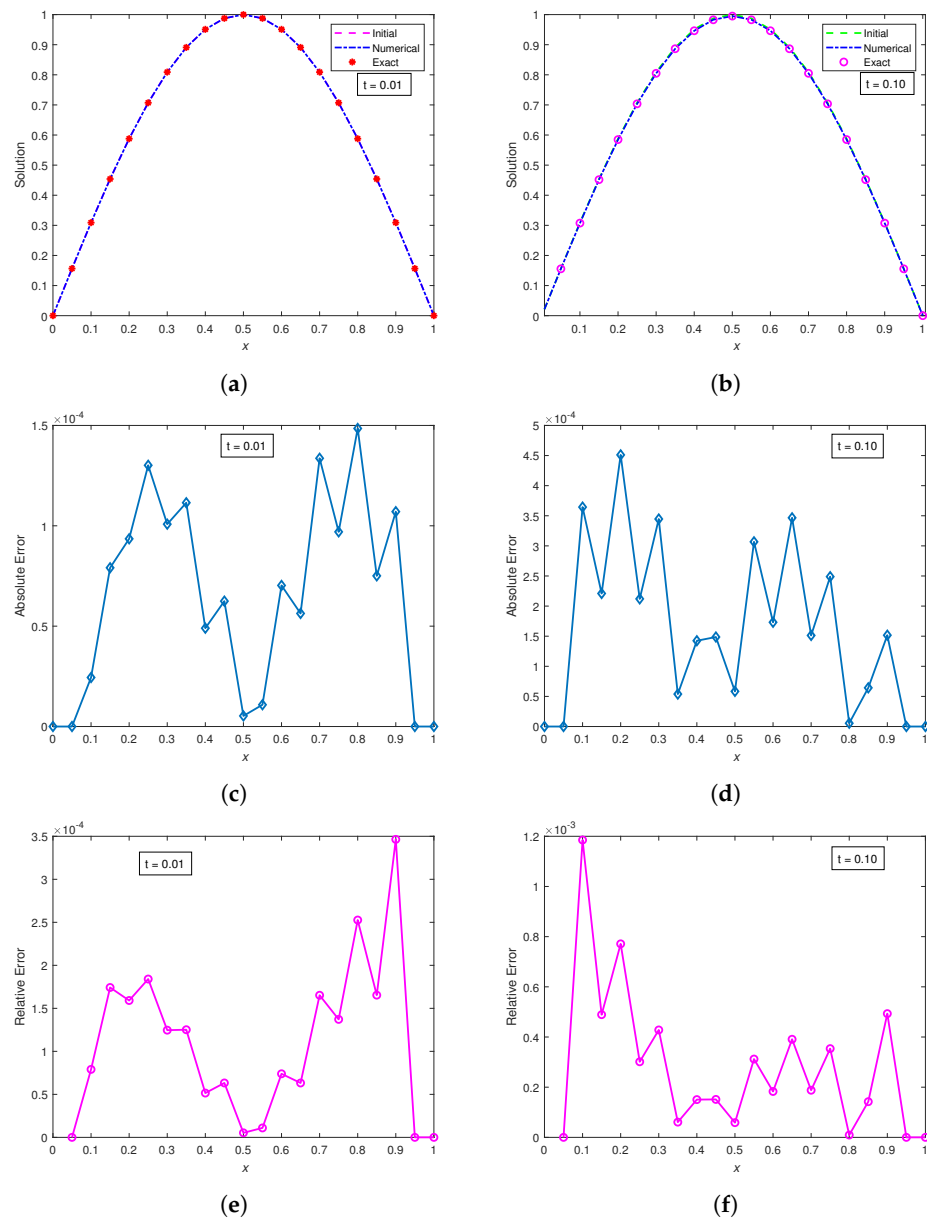 Solution
1
0.9
0.8
0.7
0.6
0.5
0.4
0.3
0.2
0.1
0
0 0.1 0.2 0.3 0.4 0.5 0.6 0.7 0.8 0.9 1
x
Initial
Numerical
Exact
t = 0.01
(a)
Solution
1
0.9
0.8
0.7
0.6
0.5
0.4
0.3
0.2
0.1
0
0.1 0.2 0.3 0.4 0.5 0.6 0.7 0.8 0.9 1
x
Initial
Numerical
Exact
t = 0.10
(b)
×10⁻⁴
Absolute Error
1.5
1
0.5
0
0 0.1 0.2 0.3 0.4 0.5 0.6 0.7 0.8 0.9 1
x
t = 0.01
(c)
×10⁻⁴
Absolute Error
5
4.5
4
3.5
3
2.5
2
1.5
1
0.5
0
0 0.1 0.2 0.3 0.4 0.5 0.6 0.7 0.8 0.9 1
x
t = 0.10
(d)
×10⁻⁴
Relative Error
3.5
3
2.5
2
1.5
1
0.5
0
0 0.1 0.2 0.3 0.4 0.5 0.6 0.7 0.8 0.9 1
x
t = 0.01
(e)
×10⁻³
Relative Error
1.2
1
0.8
0.6
0.4
0.2
0
0 0.1 0.2 0.3 0.4 0.5 0.6 0.7 0.8 0.9 1
x
t = 0.10
(f)